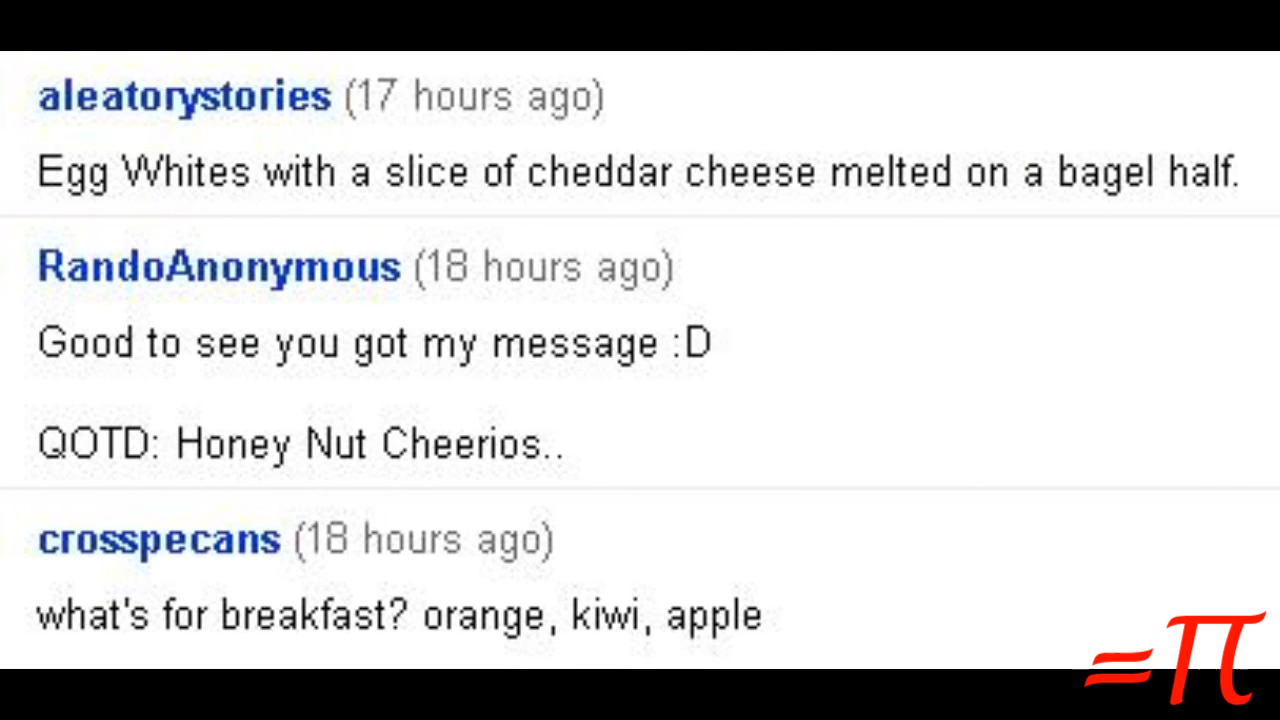 aleatorystories (17 hours ago)
Egg Whites with a slice of cheddar cheese melted on a bagel half.
RandoAnonymous (18 hours ago)
Good to see you got my message :D
QOTD: Honey Nut Cheerios..
crosspecans (18 hours ago)
what's for breakfast? orange, kiwi, apple
=π